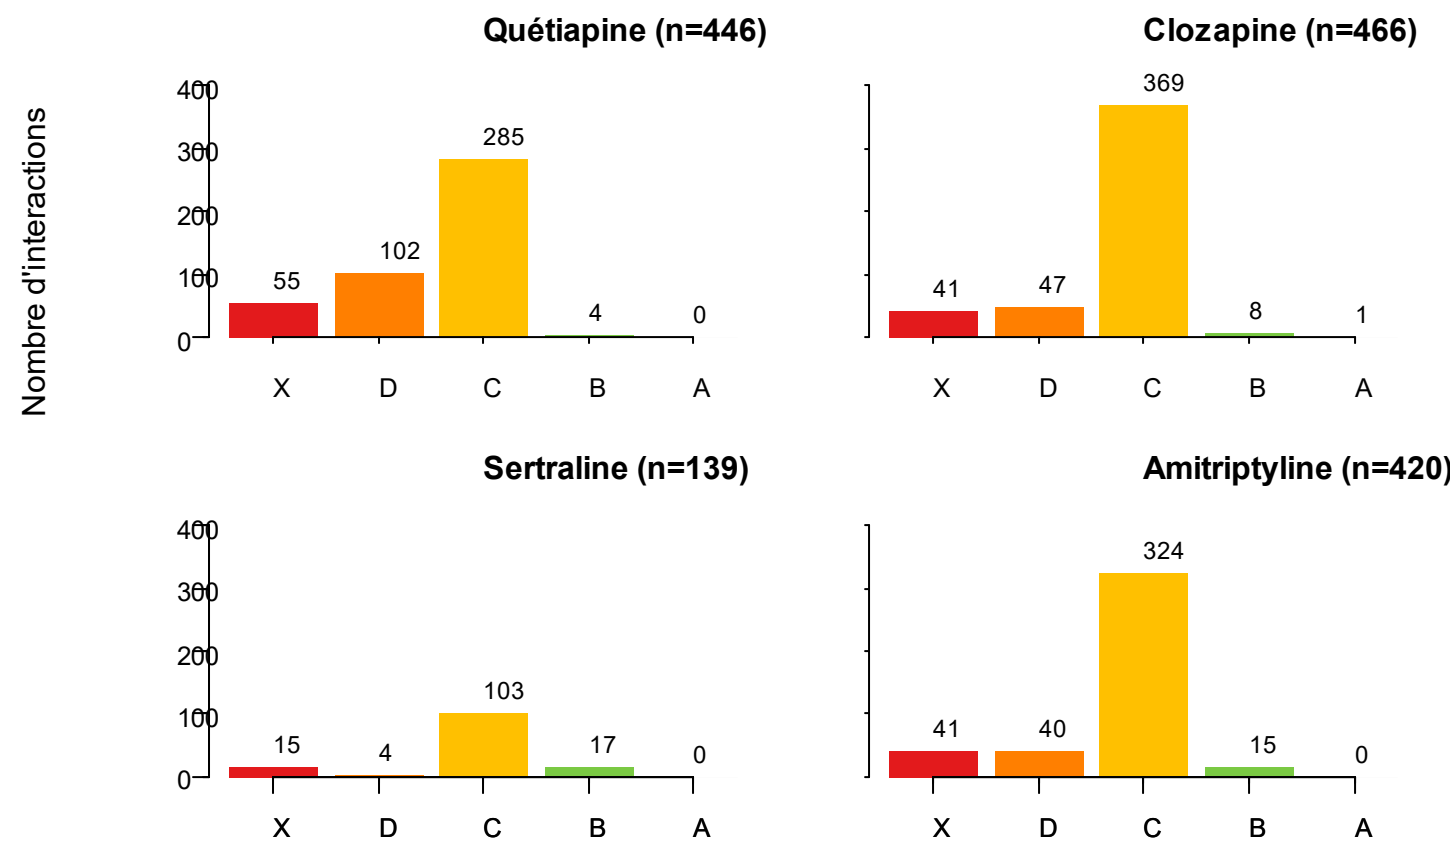 Quétiapine (n=446)
Clozapine (n=466)
Nombre d'interactions
400
300
200
100
0
55
102
285
4
0
X
D
C
B
A
41
47
369
8
1
X
D
C
B
A
Sertraline (n=139)
Amitriptyline (n=420)
400
300
200
100
0
15
4
103
17
0
X
D
C
B
A
41
40
324
15
0
X
D
C
B
A